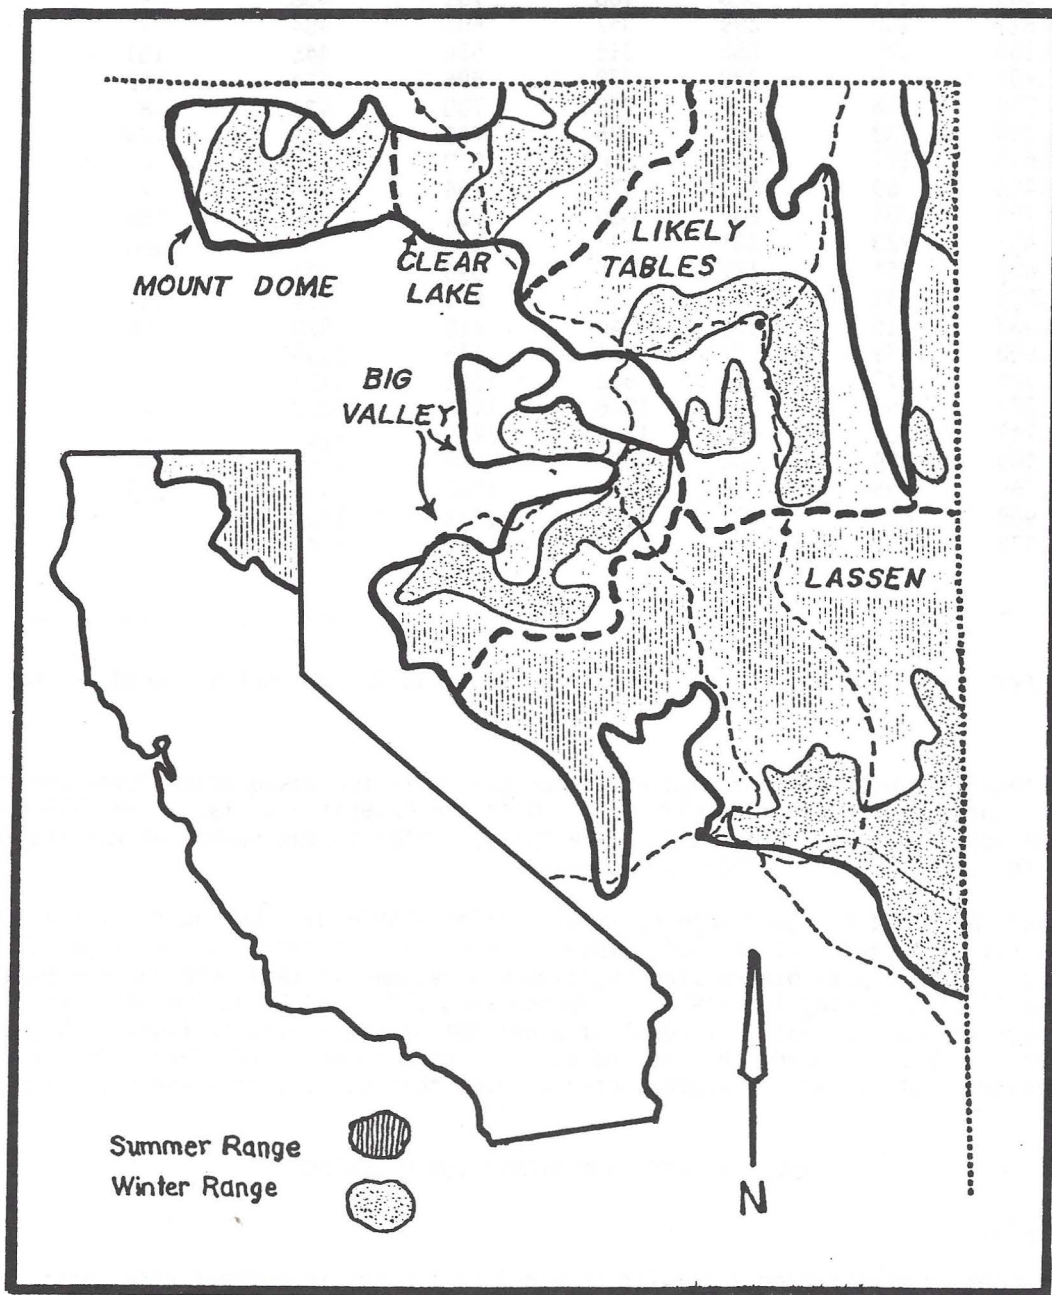 LIKELY
TABLES
CLEAR
LAKE
MOUNT DOME
BIG
VALLEY
LASSEN
Summer Range
Winter Range
N